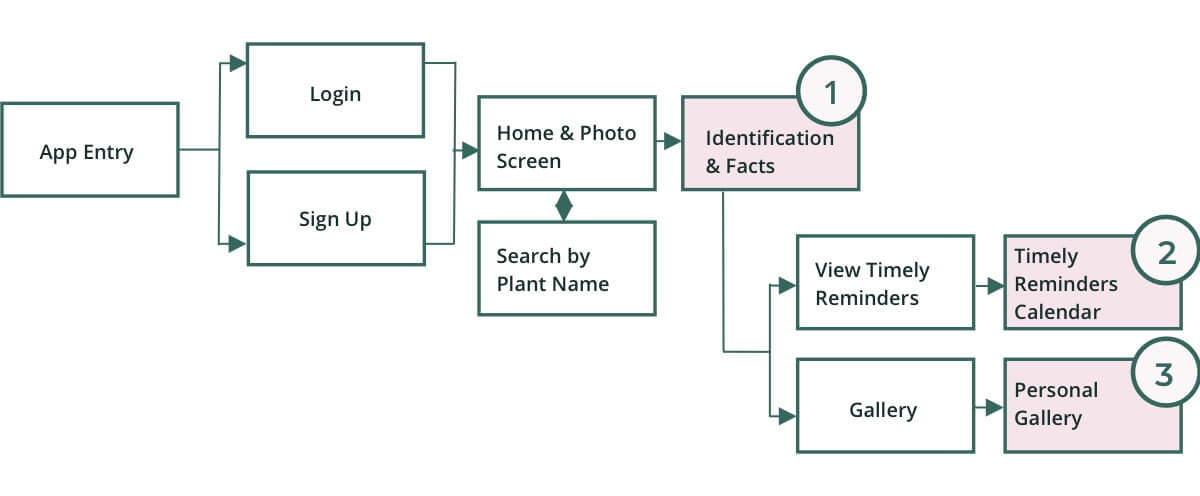 App Entry
Login
Sign Up
Home & Photo
Screen
Search by
Plant Name
1
Identification
& Facts
View Timely
Reminders
2
Timely
Reminders
Calendar
Gallery
3
Personal
Gallery